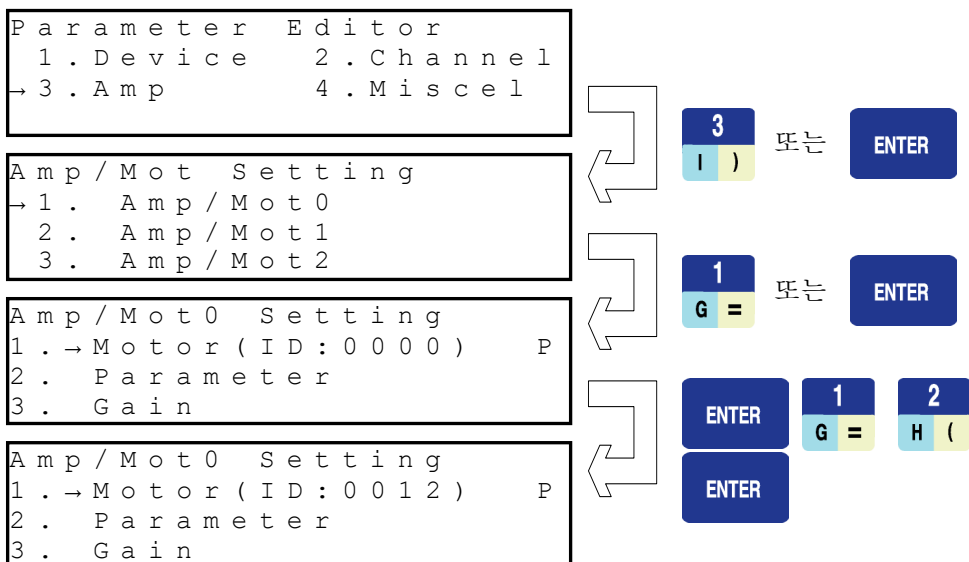 Parameter Editor
1.Device 2.Channel
→3.Amp 4.Miscel
3
I )
또는
ENTER
Amp/Mot Setting
→1. Amp/Mot0
2. Amp/Mot1
3. Amp/Mot2
1
G =
또는
ENTER
Amp/Mot0 Setting
1.→Motor(ID:0000) P
2. Parameter
3. Gain
ENTER
1
G =
2
H (
ENTER
Amp/Mot0 Setting
1.→Motor(ID:0012) P
2. Parameter
3. Gain